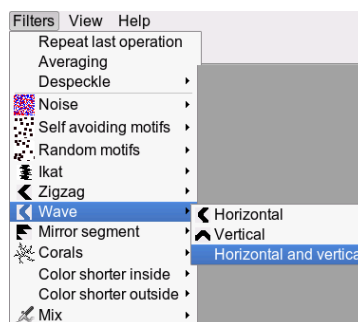 Filters View Help
Repeat last operation
Averaging
Despeckle
Noise
Self avoiding motifs
Random motifs
Ikat
Zigzag
Wave
Horizontal
Mirror segment
Vertical
Corals
Horizontal and vertica
Color shorter inside
Color shorter outside
Mix